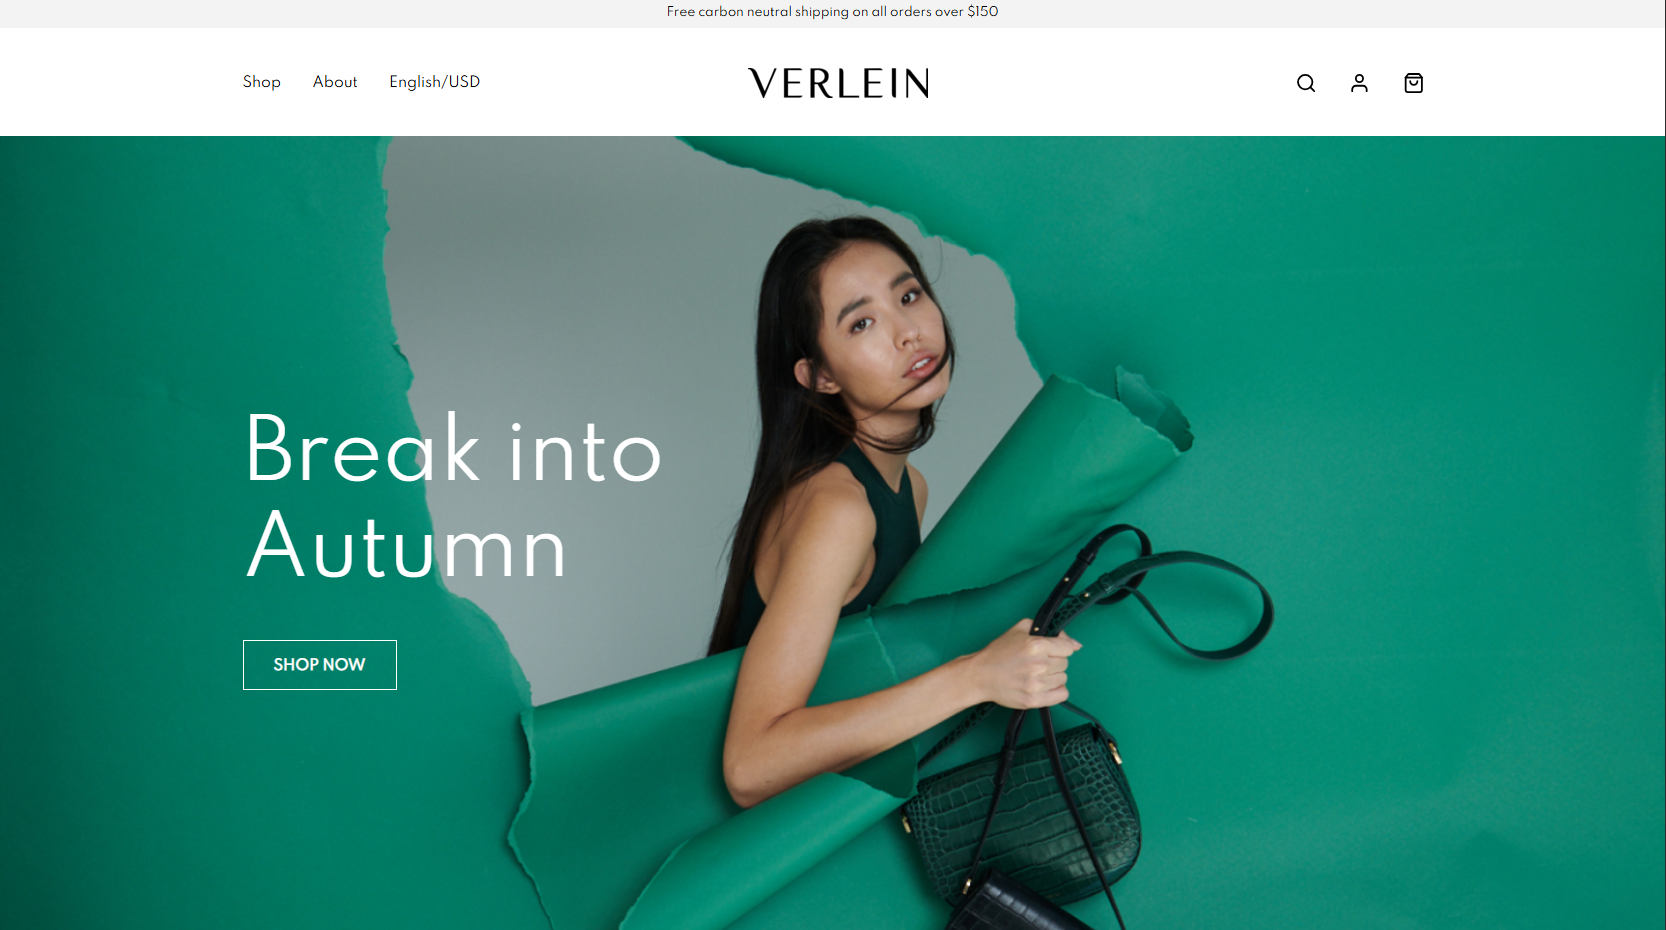 Free carbon neutral shipping on all orders over $150
Shop About English/USD VERLEIN
Break into
Autumn
SHOP NOW